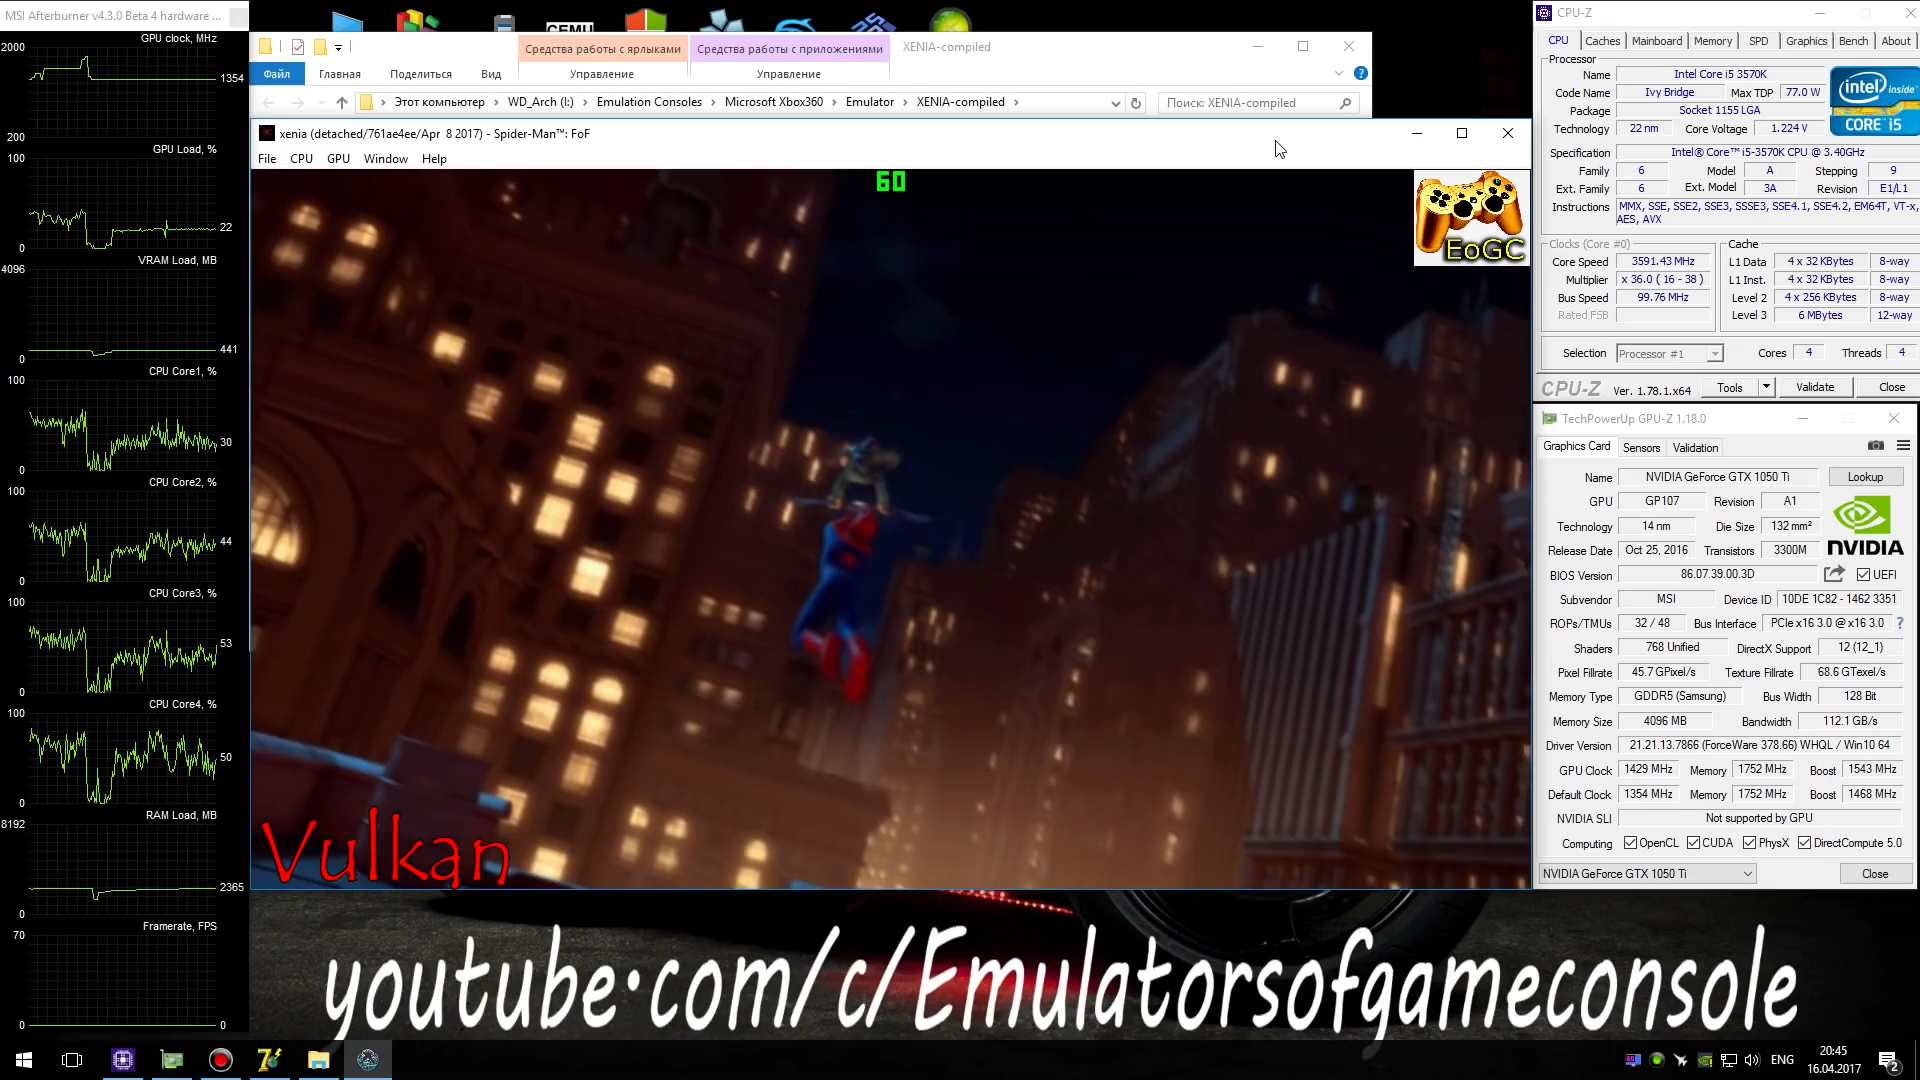 MSI Afterburner v4.3.0 Beta 4 hardware ...
GPU clock, MHz
2000
1354
200
GPU Load, %
100
22
0
VRAM Load, MB
4096
441
0
CPU Core1, %
100
30
0
CPU Core2, %
100
44
0
CPU Core3, %
100
53
0
CPU Core4, %
100
50
0
RAM Load, MB
8192
2365
0
Framerate, FPS
70
0
0
CEMU
Средства работы с ярлыками
Средства работы с приложениями
XENIA-compiled
Файл
Главная
Поделиться
Вид
Управление
Управление
Этот компьютер > WD_Arch (I:) > Emulation Consoles > Microsoft Xbox360 > Emulator > XENIA-compiled >
Поиск: XENIA-compiled
xenia (detached/761ae4ee/Apr 8 2017) - Spider-Man™: FoF
File CPU GPU Window Help
60
EoGC
Vulkan
CPU-Z
CPU Caches Mainboard Memory SPD Graphics Bench About
Processor
Name Intel Core i5 3570K
Code Name Ivy Bridge Max TDP 77.0 W
Package Socket 1155 LGA
Technology 22 nm Core Voltage 1.224 V
intel inside
CORE i5
Specification Intel® Core™ i5-3570K CPU @ 3.40GHz
Family 6 Model A Stepping 9
Ext. Family 6 Ext. Model 3A Revision E1/L1
Instructions MMX, SSE, SSE2, SSE3, SSSE3, SSE4.1, SSE4.2, EM64T, VT-x,
AES, AVX
Clocks (Core #0)
Core Speed 3591.43 MHz
Multiplier x 36.0 ( 16 - 38 )
Bus Speed 99.76 MHz
Rated FSB
Cache
L1 Data 4 x 32 KBytes 8-way
L1 Inst. 4 x 32 KBytes 8-way
Level 2 4 x 256 KBytes 8-way
Level 3 6 MBytes 12-way
Selection Processor #1 Cores 4 Threads 4
CPU-Z Ver. 1.78.1.x64 Tools Validate Close
TechPowerUp GPU-Z 1.18.0
Graphics Card Sensors Validation
Name NVIDIA GeForce GTX 1050 Ti Lookup
GPU GP107 Revision A1
Technology 14 nm Die Size 132 mm²
Release Date Oct 25, 2016 Transistors 3300M
NVIDIA
BIOS Version 86.07.39.00.3D UEFI
Subvendor MSI Device ID 10DE 1C82 - 1462 3351
ROPs/TMUs 32 / 48 Bus Interface PCIe x16 3.0 @ x16 3.0 ?
Shaders 768 Unified DirectX Support 12 (12_1)
Pixel Fillrate 45.7 GPixel/s Texture Fillrate 68.6 GTexel/s
Memory Type GDDR5 (Samsung) Bus Width 128 Bit
Memory Size 4096 MB Bandwidth 112.1 GB/s
Driver Version 21.21.13.7866 (ForceWare 378.66) WHQL / Win10 64
GPU Clock 1429 MHz Memory 1752 MHz Boost 1543 MHz
Default Clock 1354 MHz Memory 1752 MHz Boost 1468 MHz
NVIDIA SLI Not supported by GPU
Computing OpenCL CUDA PhysX DirectCompute 5.0
NVIDIA GeForce GTX 1050 Ti Close
youtube.com/c/Emulatorsofgameconsole
ENG
20:45
16.04.2017
2